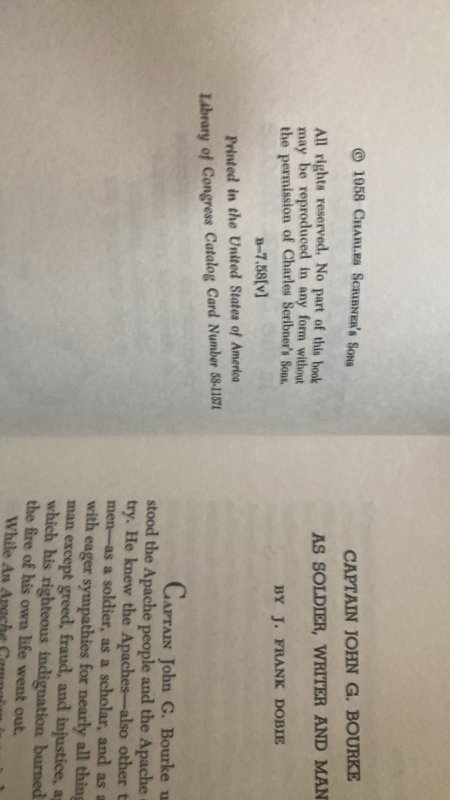 © 1958 Charles Scribner's Sons
All rights reserved. No part of this book
may be reproduced in any form without
the permission of Charles Scribner's Sons.
B-7.58[V]
Printed in the United States of America
Library of Congress Catalog Card Number 58-11571
CAPTAIN JOHN G. BOURKE
AS SOLDIER, WRITER AND MAN
BY J. FRANK DOBIE
Captain John G. Bourke u
stood the Apache people and the Apache
try. He knew the Apaches—also other t
men—as a soldier, as a scholar, and as a
with eager sympathies for nearly all thing
man except greed, fraud, and injustice, a
which his righteous indignation burned
the fire of his own life went out.
While An Apache Campaign